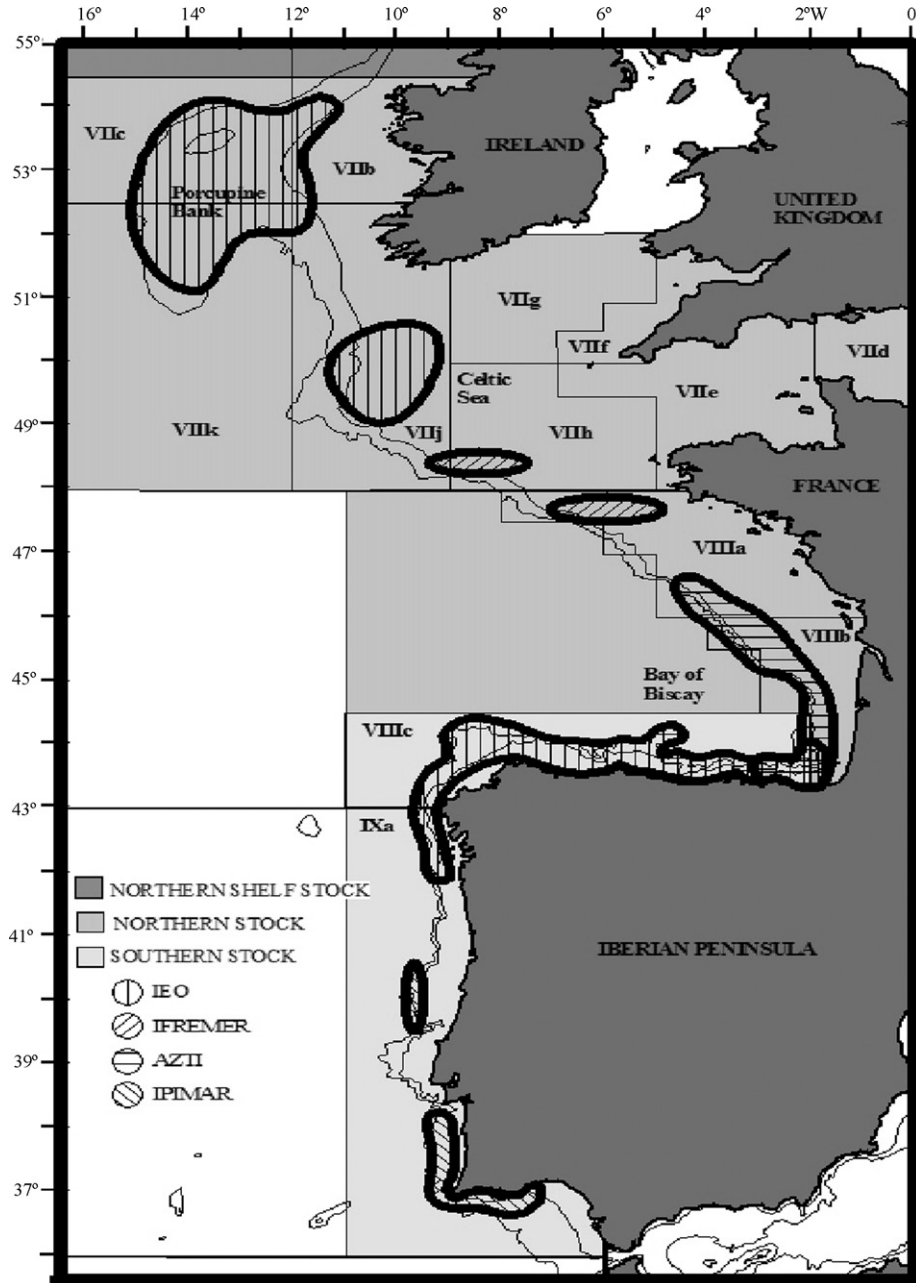 16° 14° 12° 10° 8° 6° 4° 2°W 0°
55°
VIIc
53°
VIIb
IRELAND
Porcupine
Bank
UNITED
KINGDOM
51°
VIIg
VIIf
VIId
Celtic
Sea
VIIe
49°
VIIk
VIIj
VIIh
FRANCE
47°
VIIIa
VIIIb
45°
Bay of
Biscay
VIIIc
43°
IXa
NORTHERN SHELF STOCK
NORTHERN STOCK
41°
SOUTHERN STOCK
IBERIAN PENINSULA
IEO
IFREMER
39°
AZTI
IPIMAR
37°